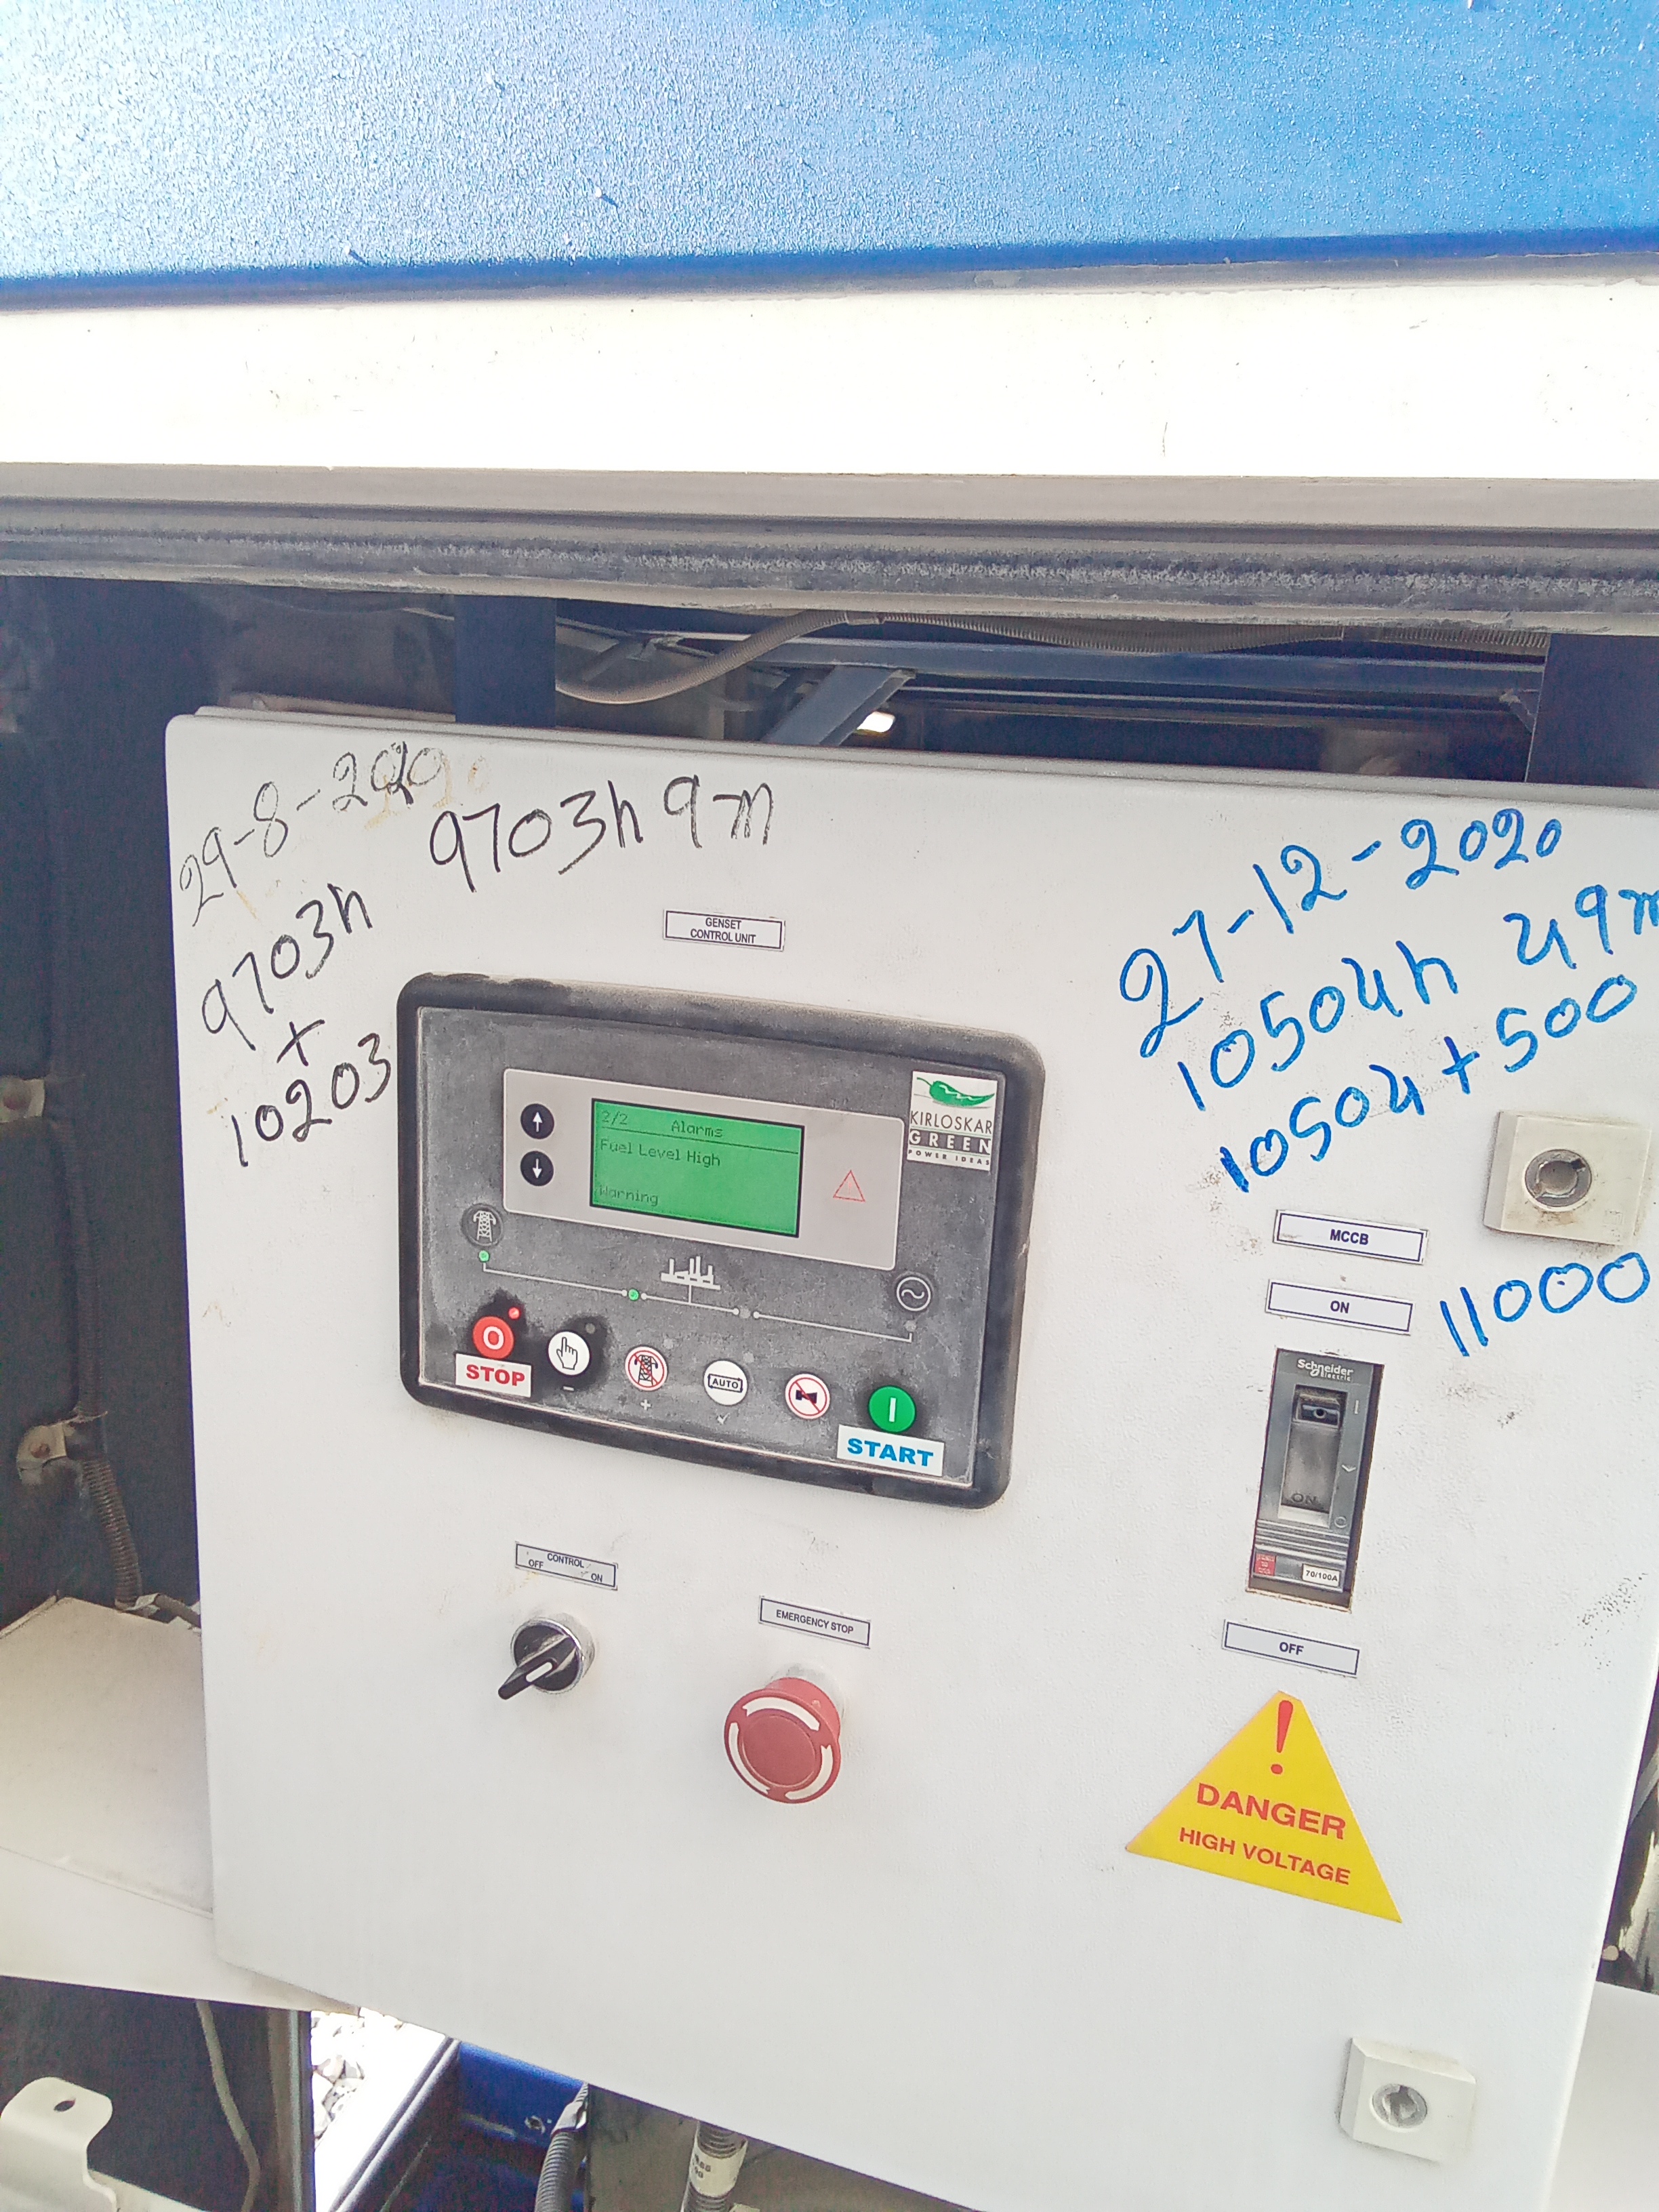 29-8-2020
9703h 9m
9703h
+
10203
27-12-2020
10504h 49m
10504+500
11000
GENSET
CONTROL UNIT
2/2 Alarms
Fuel Level High
Warning
KIRLOSKAR
GREEN
POWER IDEAS
STOP
-
+
AUTO
START
MCCB
ON
Schneider
Electric
ON
70/100A
OFF
CONTROL
OFF ON
EMERGENCY STOP
!
DANGER
HIGH VOLTAGE